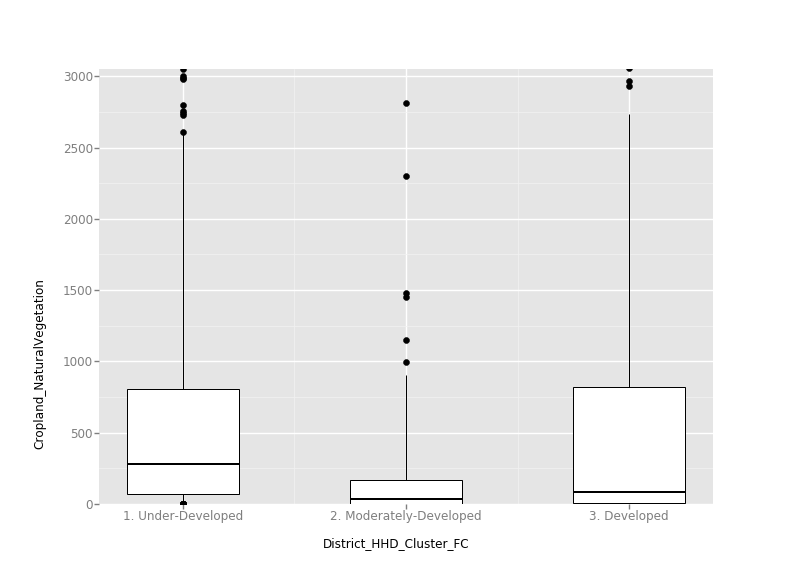 3000
2500
2000
1500
1000
500
0
Cropland_NaturalVegetation
1. Under-Developed
2. Moderately-Developed
3. Developed
District_HHD_Cluster_FC